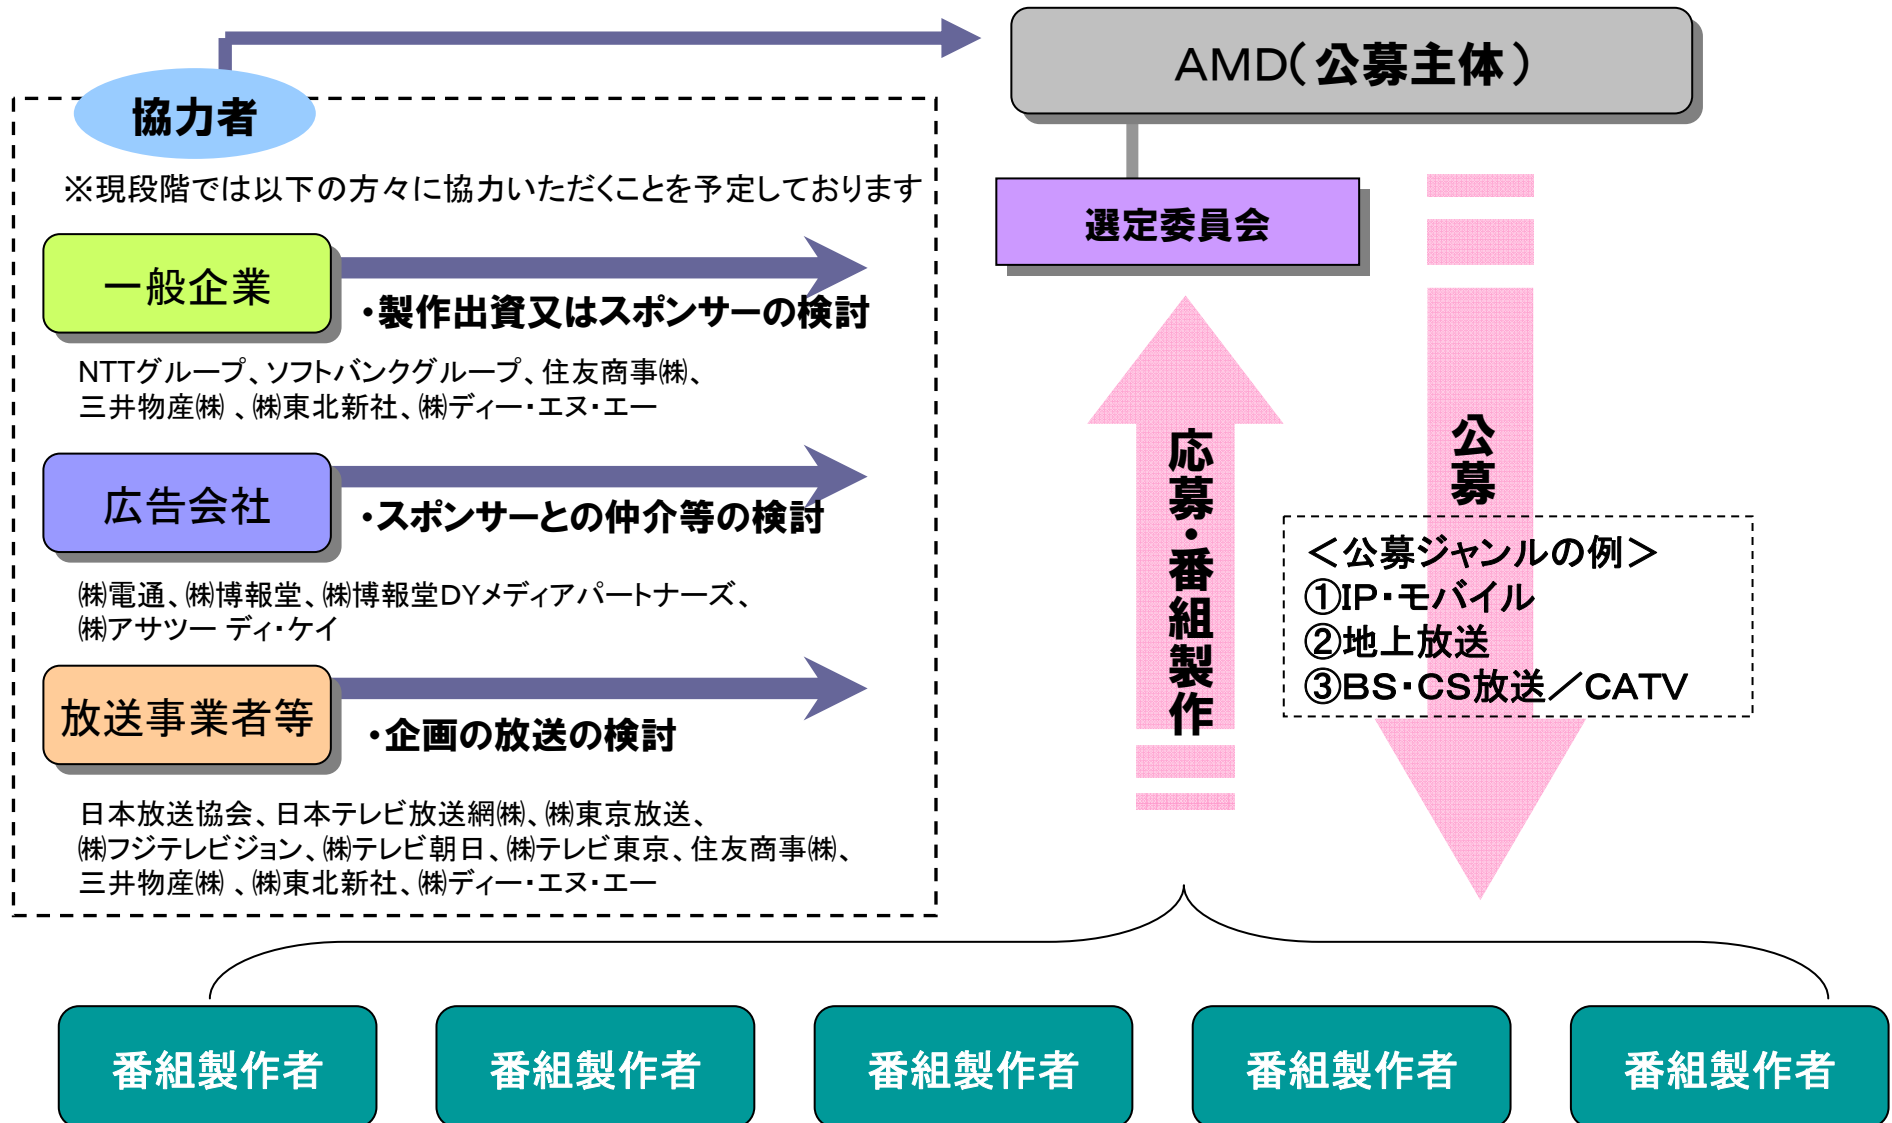 AMD(公募主体)
協力者
※現段階では以下の方々に協力いただくことを予定しております
一般企業
・製作出資又はスポンサーの検討
NTTグループ、ソフトバンクグループ、住友商事㈱、
三井物産㈱ 、㈱東北新社、㈱ディー・エヌ・エー
広告会社
・スポンサーとの仲介等の検討
㈱電通、㈱博報堂、㈱博報堂DYメディアパートナーズ、
㈱アサツー ディ・ケイ
放送事業者等
・企画の放送の検討
日本放送協会、日本テレビ放送網㈱、㈱東京放送、
㈱フジテレビジョン、㈱テレビ朝日、㈱テレビ東京、住友商事㈱、
三井物産㈱ 、㈱東北新社、㈱ディー・エヌ・エー
選定委員会
応募・番組製作
公募
＜公募ジャンルの例＞
①IP・モバイル
②地上放送
③BS・CS放送／CATV
番組製作者
番組製作者
番組製作者
番組製作者
番組製作者